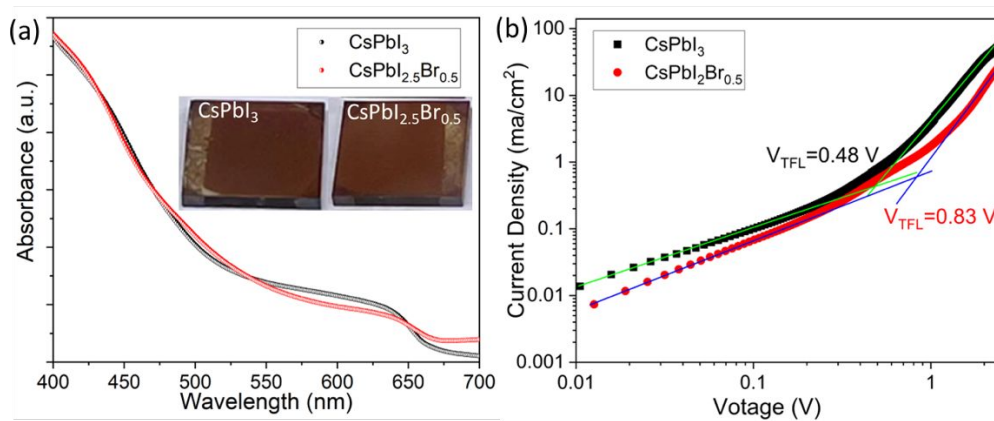 (a)
CsPbI3
CsPbI2.5Br0.5
CsPbI3
CsPbI2.5Br0.5
Absorbance (a.u.)
400 450 500 550 600 650 700
Wavelength (nm)
(b)
CsPbI3
CsPbI2Br0.5
100
10
1
0.1
0.01
0.001
Current Density (ma/cm2)
VTFL=0.48 V
VTFL=0.83 V
0.01 0.1 1
Votage (V)